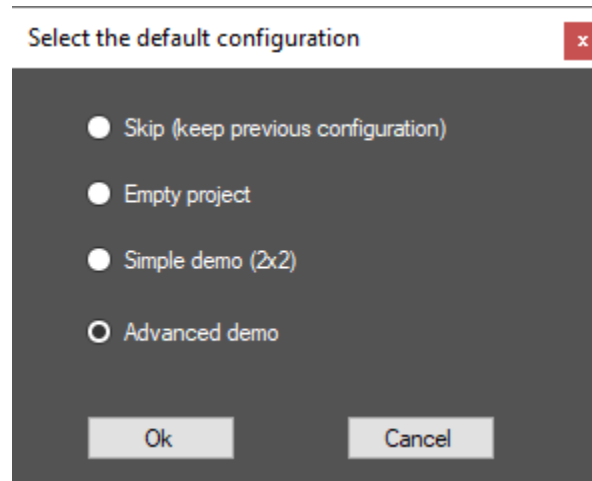 Select the default configuration
x
Skip (keep previous configuration)
Empty project
Simple demo (2x2)
Advanced demo
Ok
Cancel